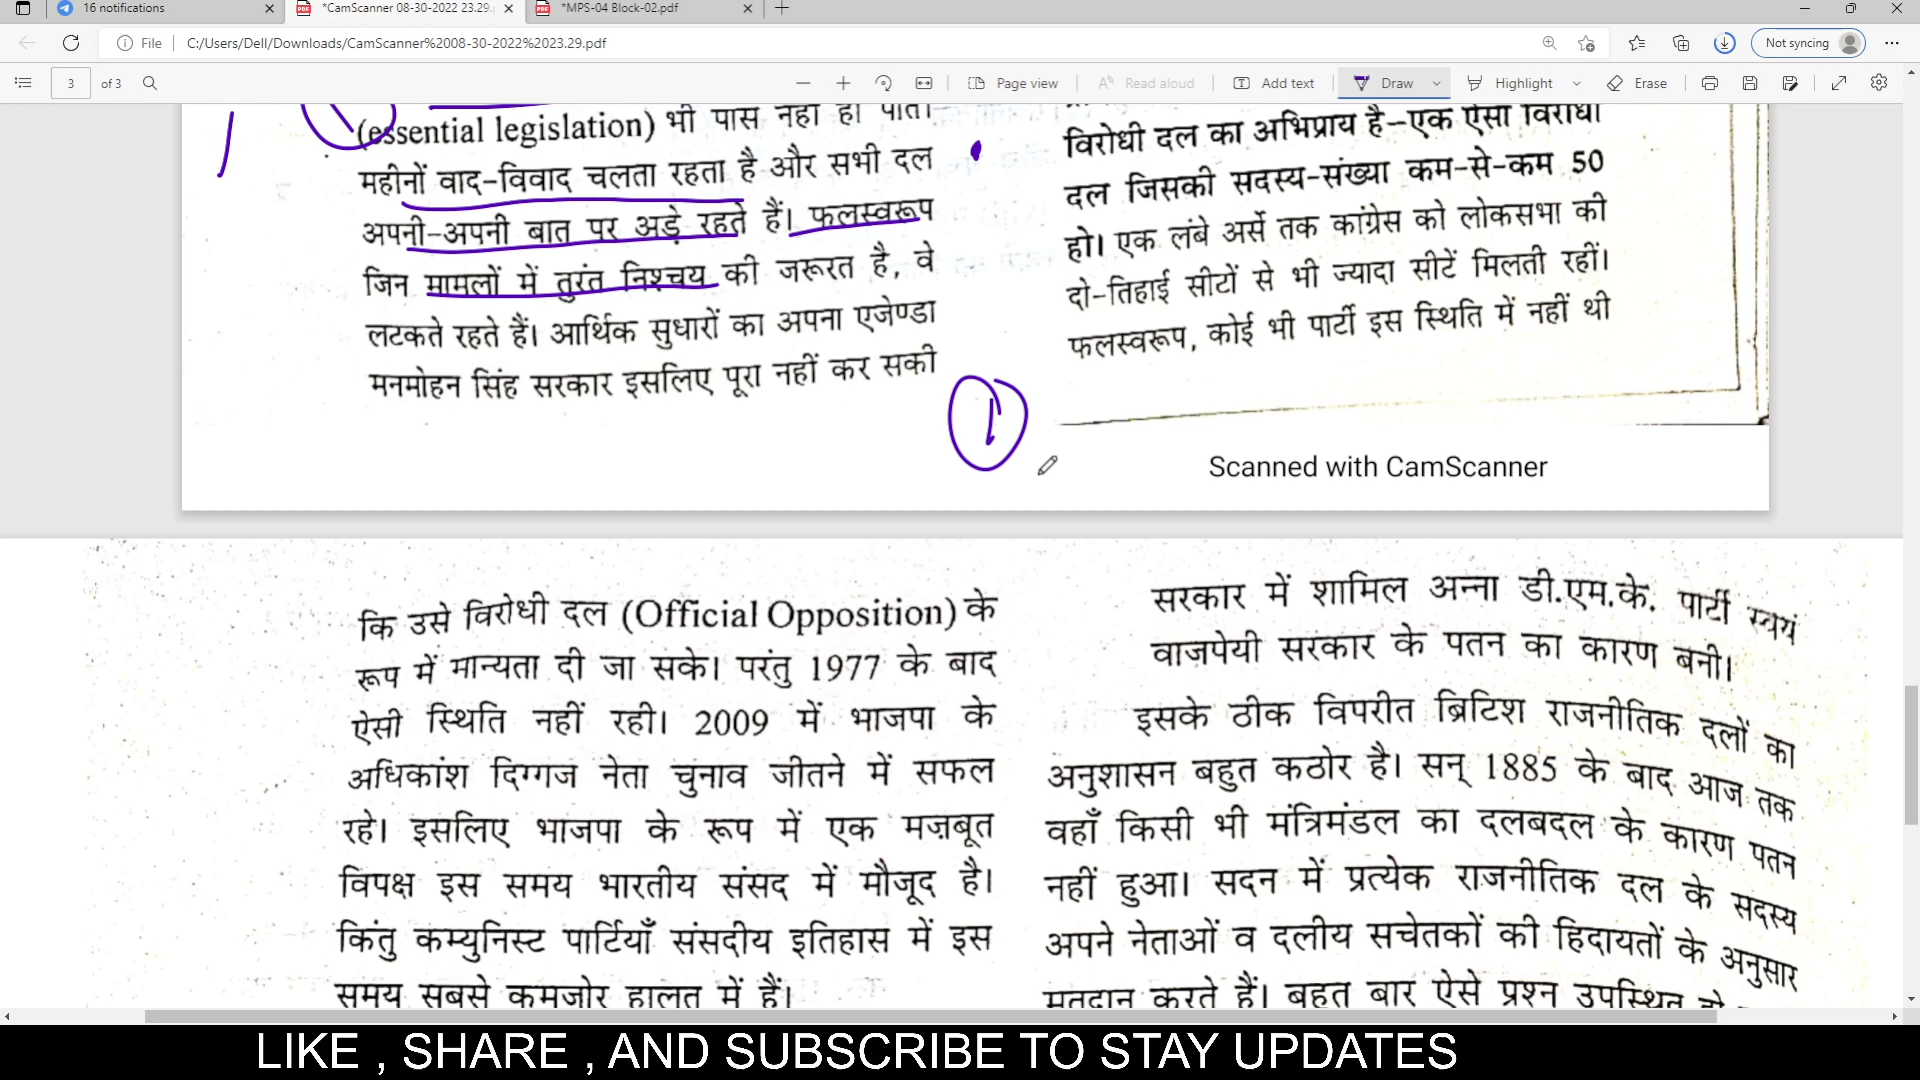 16 notifications
*CamScanner 08-30-2022 23.29.
*MPS-04 Block-02.pdf
File
C:/Users/Dell/Downloads/CamScanner%2008-30-2022%2023.29.pdf
Not syncing
3
of 3
Page view
Read aloud
Add text
Draw
Highlight
Erase
(essential legislation) भी पास नहीं हो पाता।
महीनों वाद-विवाद चलता रहता है और सभी दल
अपनी-अपनी बात पर अड़े रहते हैं। फलस्वरूप
जिन मामलों में तुरंत निश्चय की जरूरत है, वे
लटकते रहते हैं। आर्थिक सुधारों का अपना एजेण्डा
मनमोहन सिंह सरकार इसलिए पूरा नहीं कर सकी
विरोधी दल का अभिप्राय है-एक ऐसा विरोधी
दल जिसकी सदस्य-संख्या कम-से-कम 50
हो। एक लंबे अर्से तक कांग्रेस को लोकसभा की
दो-तिहाई सीटों से भी ज्यादा सीटें मिलती रहीं।
फलस्वरूप, कोई भी पार्टी इस स्थिति में नहीं थी
1
Scanned with CamScanner
कि उसे विरोधी दल (Official Opposition) के
रूप में मान्यता दी जा सके। परंतु 1977 के बाद
ऐसी स्थिति नहीं रही। 2009 में भाजपा के
अधिकांश दिग्गज नेता चुनाव जीतने में सफल
रहे। इसलिए भाजपा के रूप में एक मज़बूत
विपक्ष इस समय भारतीय संसद में मौजूद है।
किंतु कम्युनिस्ट पार्टियाँ संसदीय इतिहास में इस
समय सबसे कमजोर हालत में हैं।
सरकार में शामिल अन्ना डी.एम.के. पार्टी स्वयं
वाजपेयी सरकार के पतन का कारण बनी।
इसके ठीक विपरीत ब्रिटिश राजनीतिक दलों का
अनुशासन बहुत कठोर है। सन् 1885 के बाद आज तक
वहाँ किसी भी मंत्रिमंडल का दलबदल के कारण पतन
नहीं हुआ। सदन में प्रत्येक राजनीतिक दल के सदस्य
अपने नेताओं व दलीय सचेतकों की हिदायतों के अनुसार
मतदान करते हैं। बहुत बार ऐसे प्रश्न उपस्थित
LIKE , SHARE , AND SUBSCRIBE TO STAY UPDATES